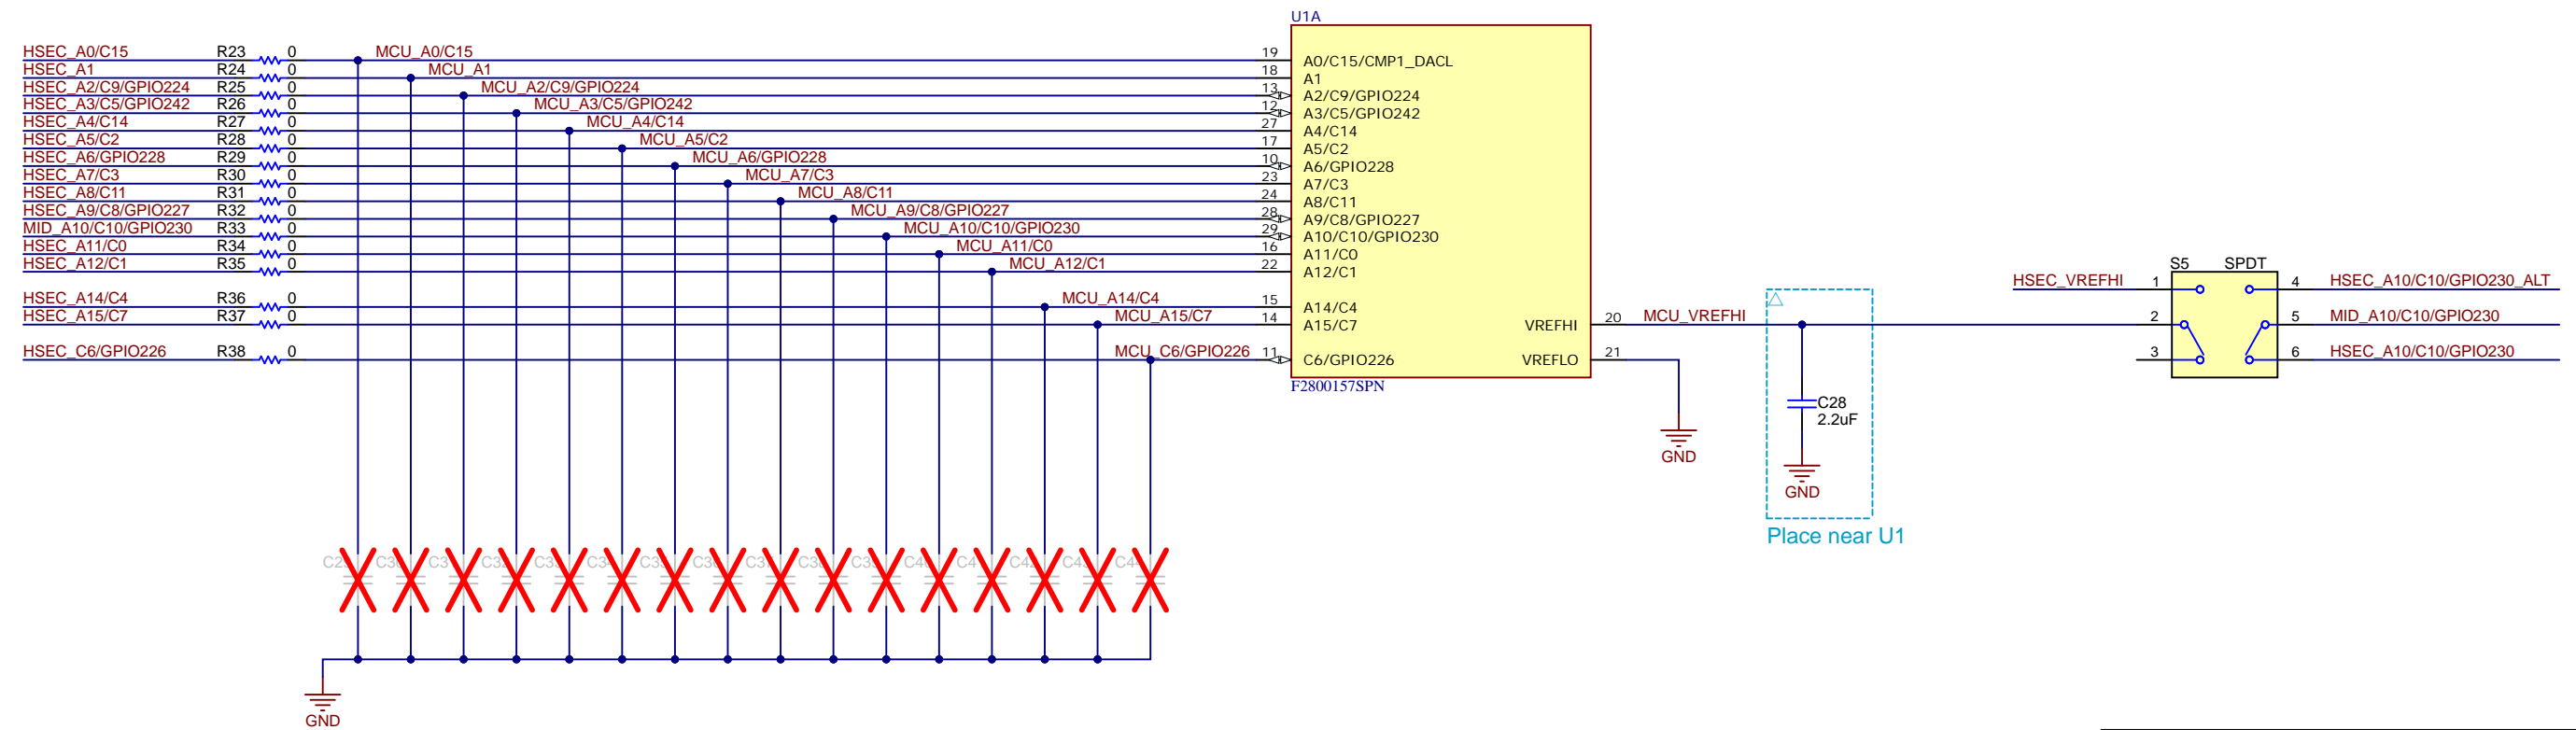 U1A
HSEC_A0/C15 R23 0 MCU_A0/C15 19 A0/C15/CMP1_DACL
HSEC_A1 R24 0 MCU_A1 18 A1
HSEC_A2/C9/GPIO224 R25 0 MCU_A2/C9/GPIO224 13 A2/C9/GPIO224
HSEC_A3/C5/GPIO242 R26 0 MCU_A3/C5/GPIO242 12 A3/C5/GPIO242
HSEC_A4/C14 R27 0 MCU_A4/C14 27 A4/C14
HSEC_A5/C2 R28 0 MCU_A5/C2 17 A5/C2
HSEC_A6/GPIO228 R29 0 MCU_A6/GPIO228 10 A6/GPIO228
HSEC_A7/C3 R30 0 MCU_A7/C3 23 A7/C3
HSEC_A8/C11 R31 0 MCU_A8/C11 24 A8/C11
HSEC_A9/C8/GPIO227 R32 0 MCU_A9/C8/GPIO227 28 A9/C8/GPIO227
MID_A10/C10/GPIO230 R33 0 MCU_A10/C10/GPIO230 29 A10/C10/GPIO230
HSEC_A11/C0 R34 0 MCU_A11/C0 16 A11/C0
HSEC_A12/C1 R35 0 MCU_A12/C1 22 A12/C1
HSEC_A14/C4 R36 0 MCU_A14/C4 15 A14/C4
HSEC_A15/C7 R37 0 MCU_A15/C7 14 A15/C7
HSEC_C6/GPIO226 R38 0 MCU_C6/GPIO226 11 C6/GPIO226
VREFHI 20 MCU_VREFHI
VREFLO 21
F2800157SPN
GND
C28
2.2uF
GND
Place near U1
S5 SPDT
HSEC_VREFHI 1 4 HSEC_A10/C10/GPIO230_ALT
2 5 MID_A10/C10/GPIO230
3 6 HSEC_A10/C10/GPIO230
GND